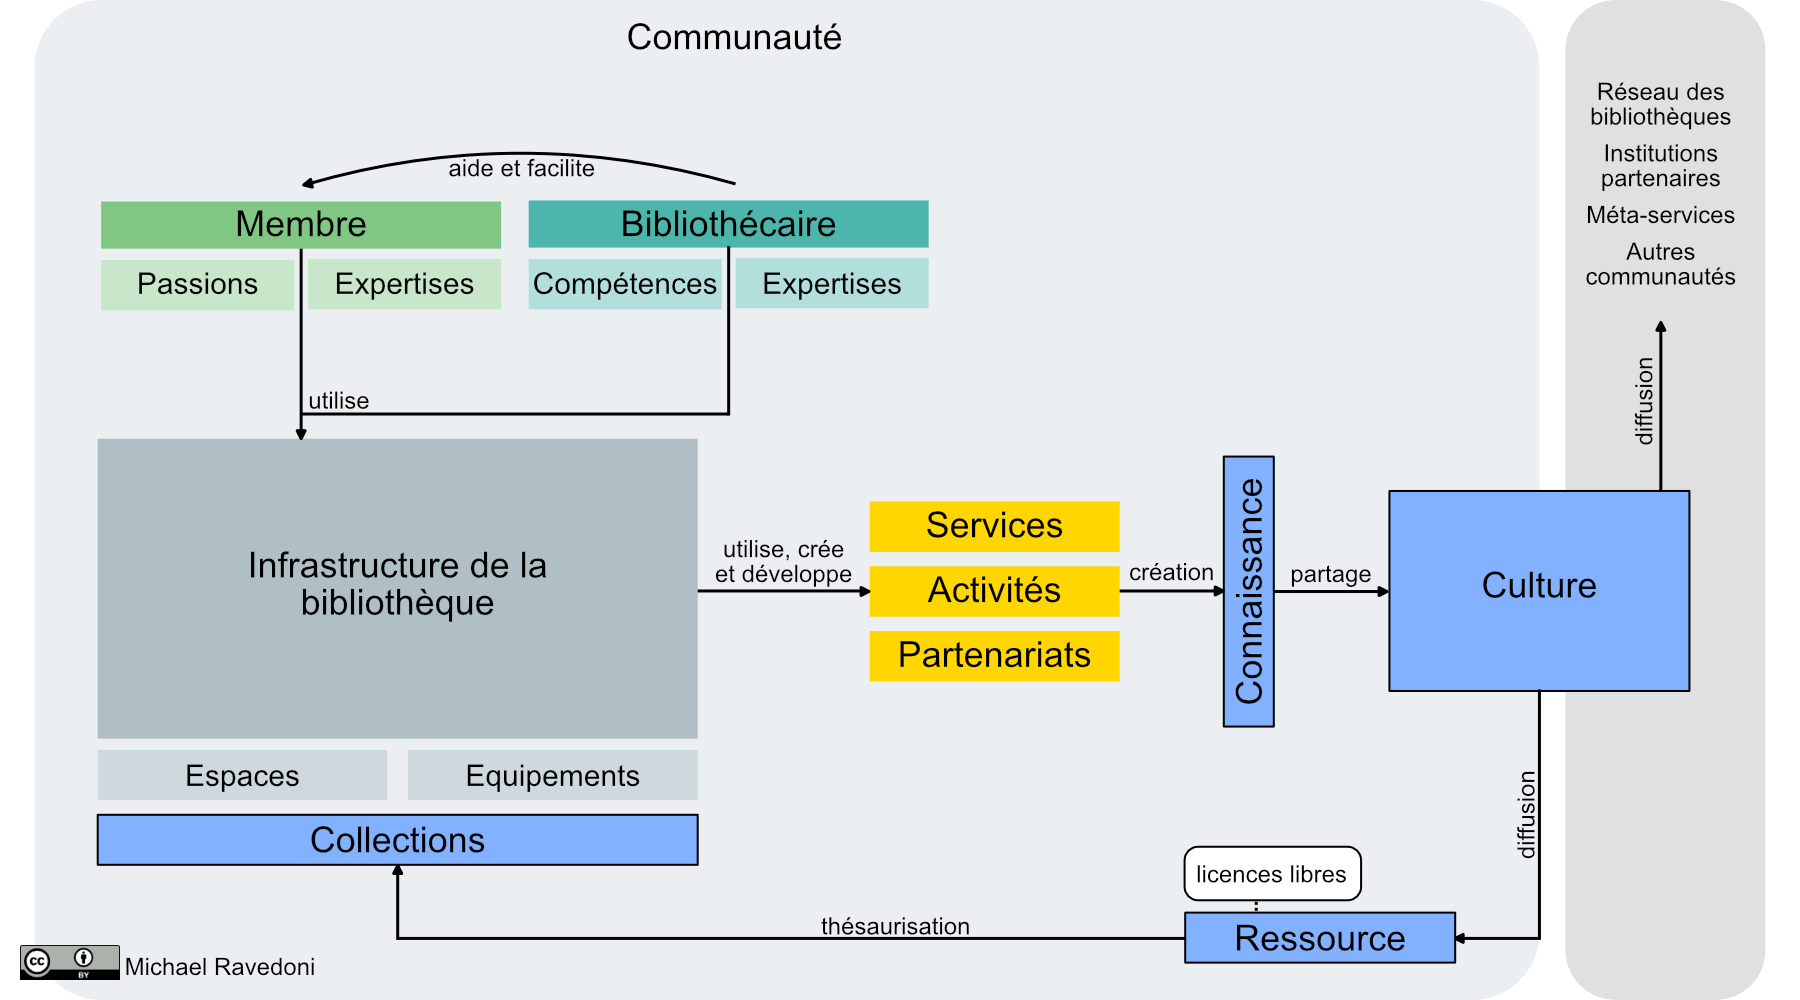 Communauté
Réseau des
bibliothèques
Institutions
partenaires
Méta-services
Autres
communautés
aide et facilite
Membre
Bibliothécaire
Passions
Expertises
Compétences
Expertises
utilise
diffusion
Infrastructure de la
bibliothèque
utilise, crée
et développe
Services
Activités
Partenariats
création
Connaissance
partage
Culture
Espaces
Equipements
Collections
diffusion
licences libres
thésaurisation
Ressource
cc
BY
Michael Ravedoni